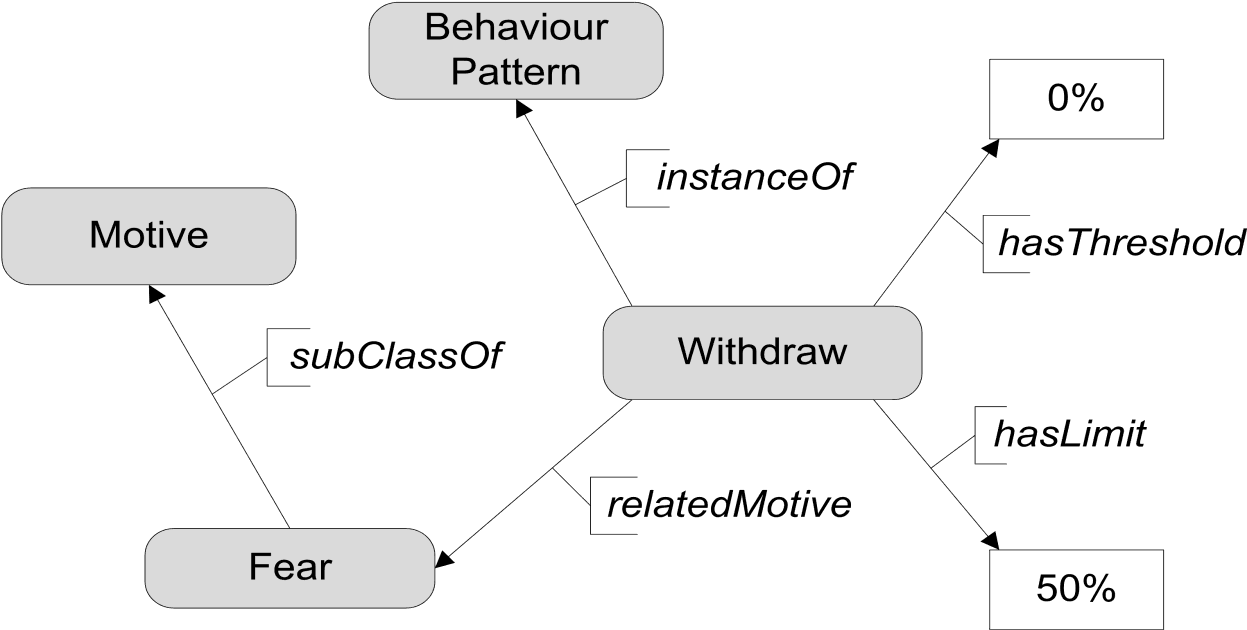 Behaviour
Pattern
0%
instanceOf
Motive
hasThreshold
subClassOf
Withdraw
hasLimit
relatedMotive
Fear
50%